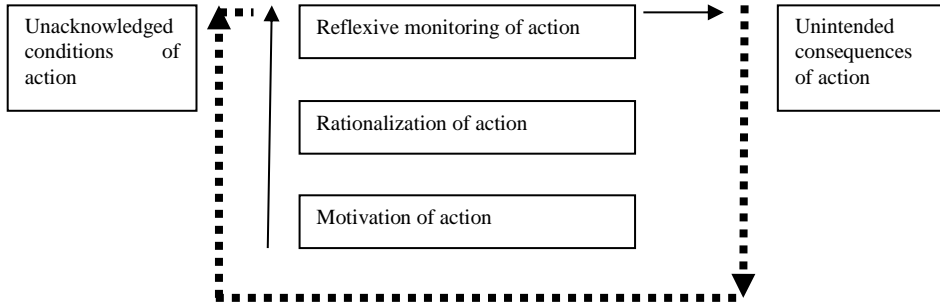 Unacknowledged
conditions of
action
Reflexive monitoring of action
Rationalization of action
Motivation of action
Unintended
consequences
of action